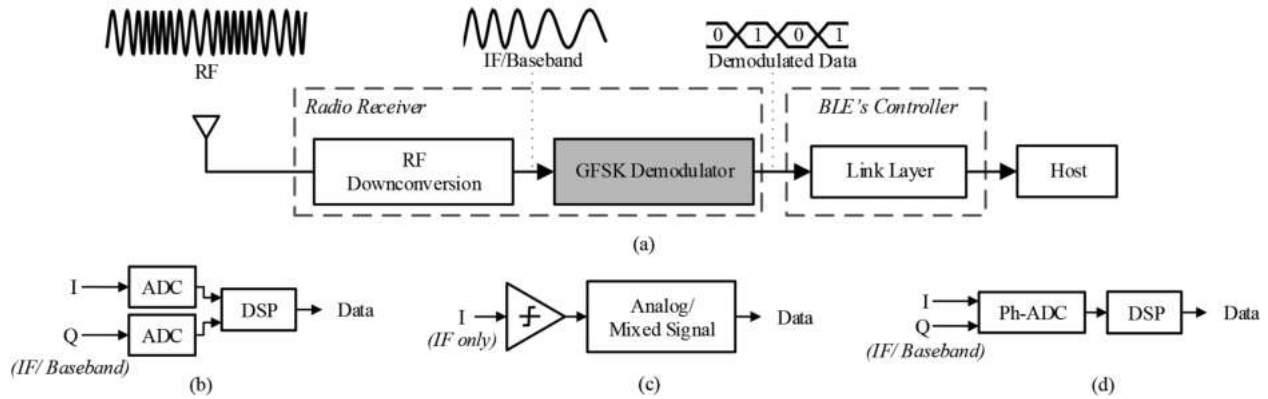 RF
IF/Baseband
0 1 0 1
Demodulated Data
Radio Receiver
BLE's Controller
RF
Downconversion
GFSK Demodulator
Link Layer
Host
(a)
I
ADC
Q
ADC
DSP
Data
(IF/ Baseband)
(b)
I
(IF only)
Analog/
Mixed Signal
Data
(c)
I
Q
Ph-ADC
DSP
Data
(IF/ Baseband)
(d)